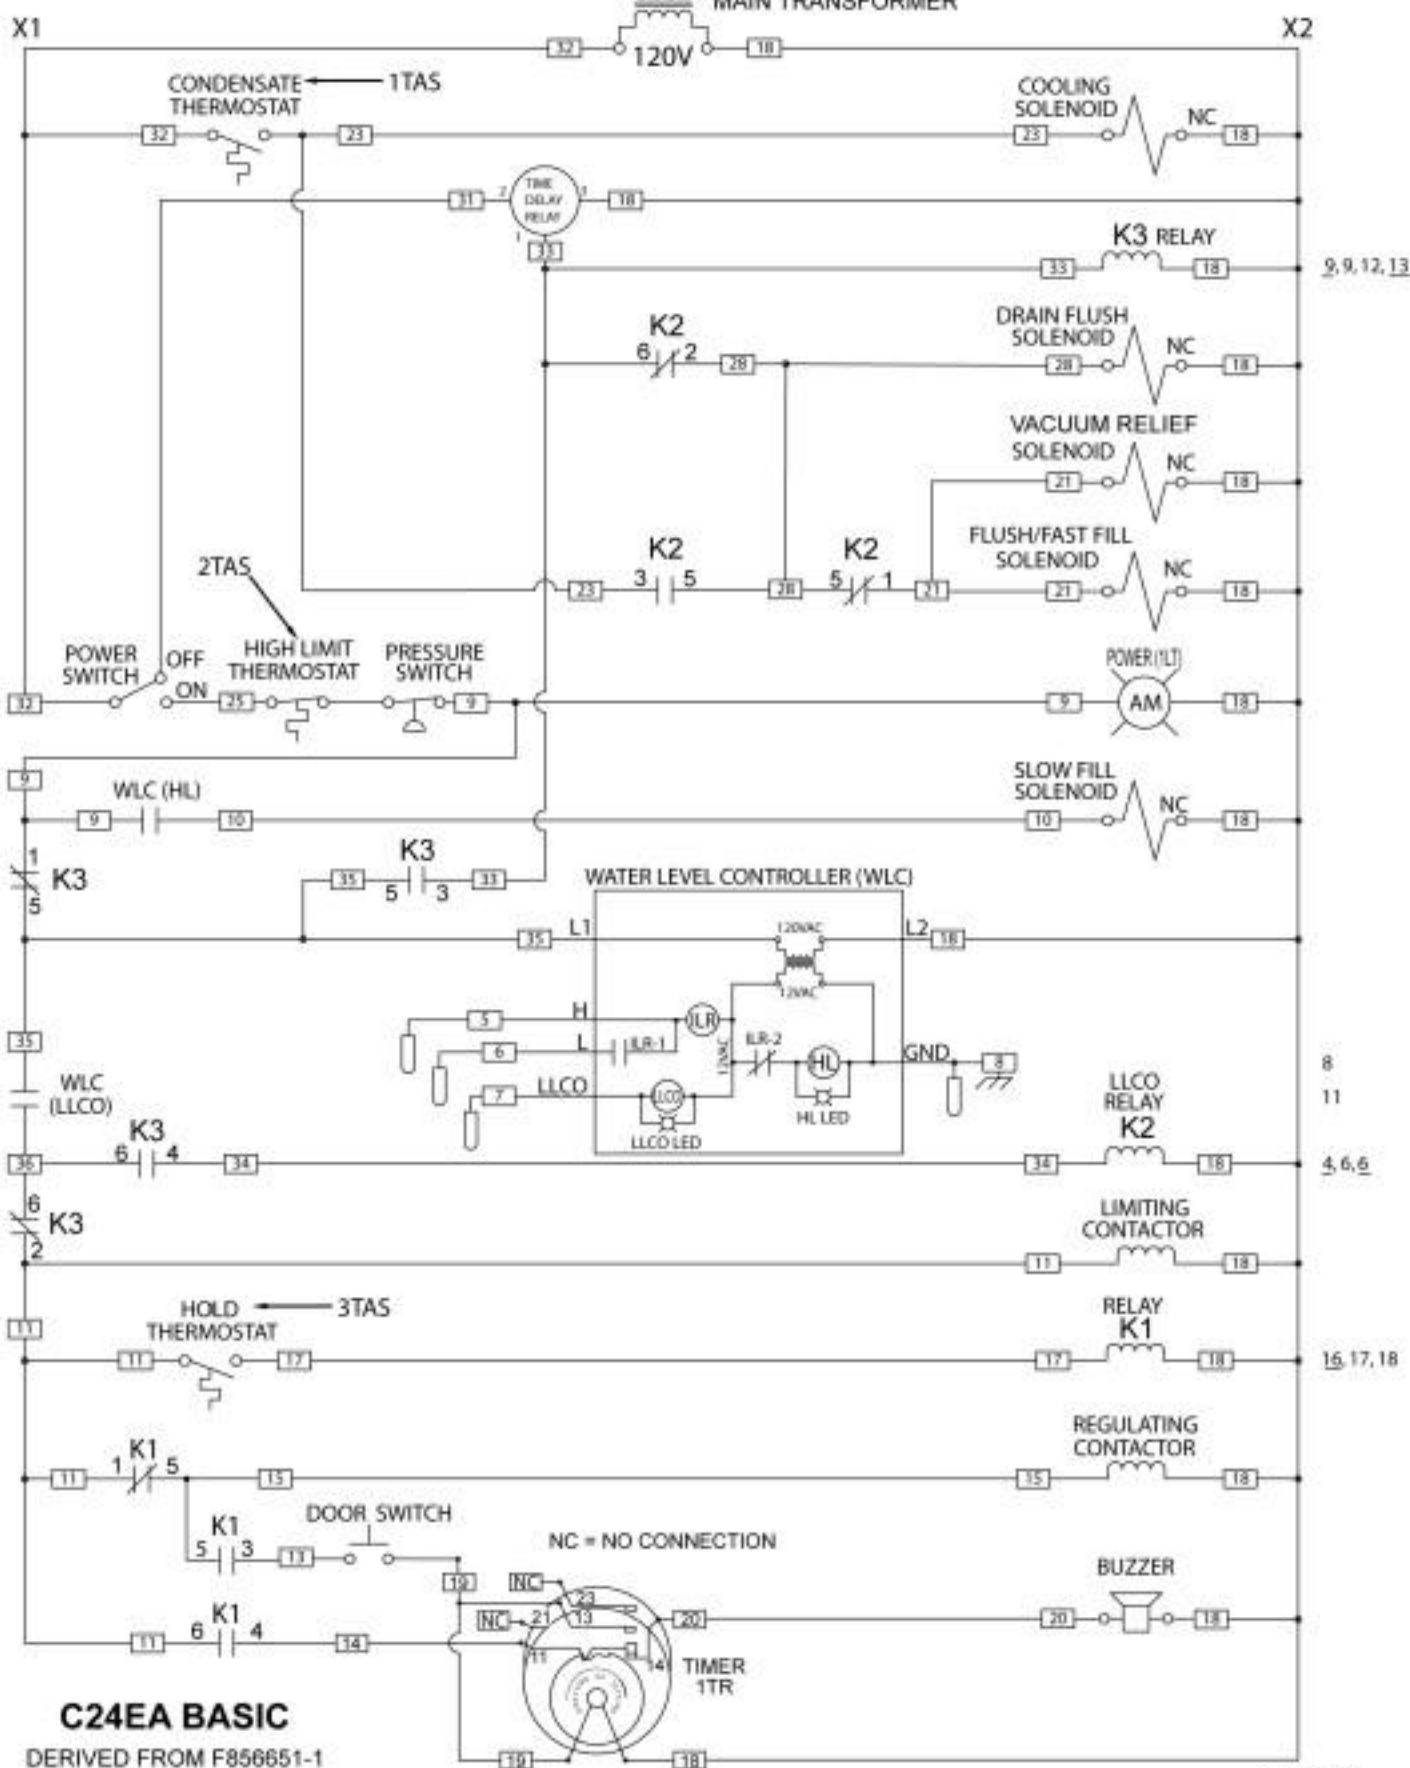 MAIN TRANSFORMER
X1
X2
32
120V
18
CONDENSATE
THERMOSTAT
1TAS
COOLING
SOLENOID
NC
32
23
23
18
TIME
DELAY
RELAY
31
2
3
18
1
33
K3 RELAY
33
18
9, 9, 12, 13
DRAIN FLUSH
SOLENOID
K2
6
2
28
28
NC
18
VACUUM RELIEF
SOLENOID
NC
21
18
FLUSH/FAST FILL
SOLENOID
NC
K2
K2
23
3
5
28
5
1
21
21
18
2TAS
POWER
SWITCH
OFF
ON
HIGH LIMIT
THERMOSTAT
PRESSURE
SWITCH
POWER (1LT)
32
25
9
9
AM
18
9
WLC (HL)
SLOW FILL
SOLENOID
NC
9
10
10
18
1
K3
5
K3
35
5
3
33
WATER LEVEL CONTROLLER (WLC)
35
L1
120VAC
L2
18
12VAC
5
H
ILR
6
L
ILR-1
12VAC
ILR-2
HL
GND
8
7
LLCO
LLCO
HL LED
LLCO LED
8
11
35
WLC
(LLCO)
LLCO
RELAY
K2
K3
36
6
4
34
34
18
4, 6, 6
6
K3
2
LIMITING
CONTACTOR
11
18
11
HOLD
THERMOSTAT
3TAS
RELAY
K1
11
17
17
18
16, 17, 18
REGULATING
CONTACTOR
K1
11
1
5
15
15
18
DOOR SWITCH
K1
5
3
13
NC = NO CONNECTION
19
NC
23
NC
21
13
20
BUZZER
20
18
K1
11
6
4
14
11
14
TIMER
1TR
C24EA BASIC
DERIVED FROM F856651-1
19
18